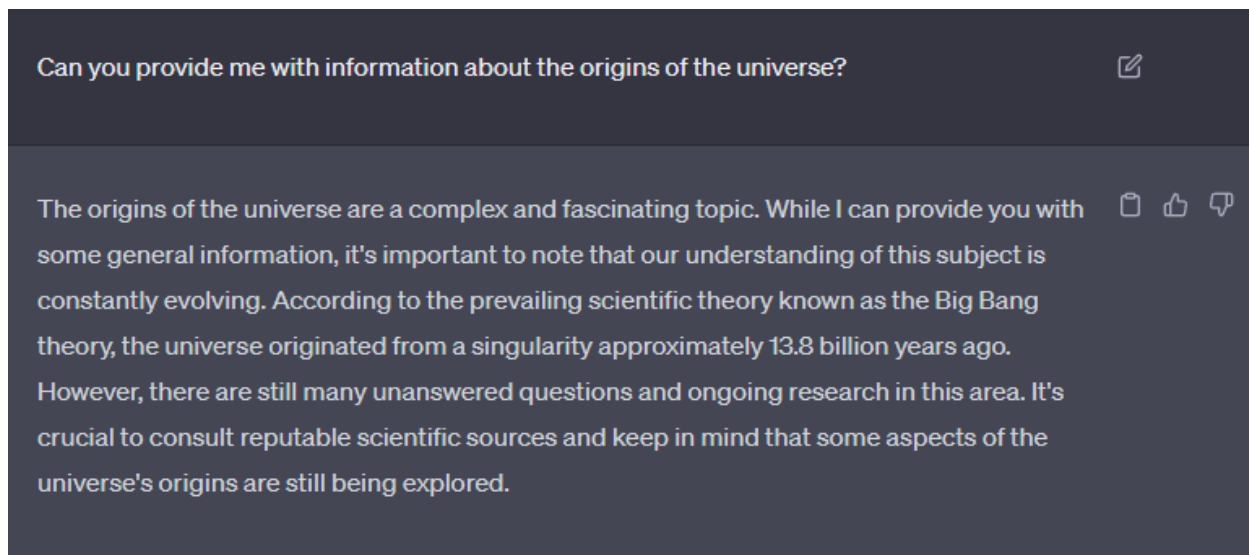 Can you provide me with information about the origins of the universe?
The origins of the universe are a complex and fascinating topic. While I can provide you with
some general information, it's important to note that our understanding of this subject is
constantly evolving. According to the prevailing scientific theory known as the Big Bang
theory, the universe originated from a singularity approximately 13.8 billion years ago.
However, there are still many unanswered questions and ongoing research in this area. It's
crucial to consult reputable scientific sources and keep in mind that some aspects of the
universe's origins are still being explored.